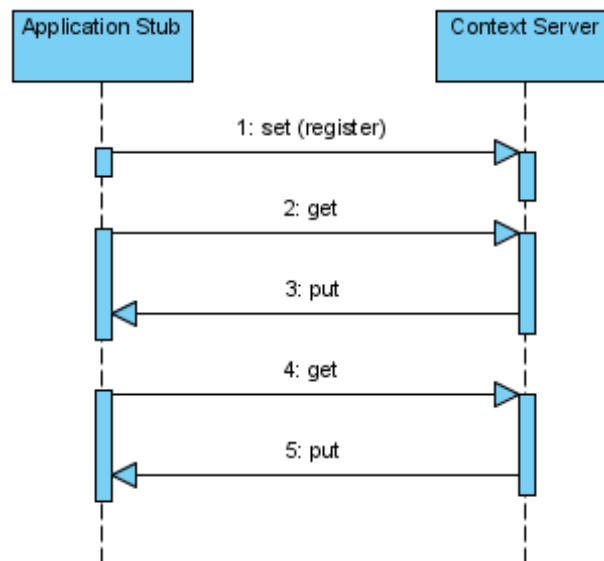 Application Stub
Context Server
1: set (register)
2: get
3: put
4: get
5: put